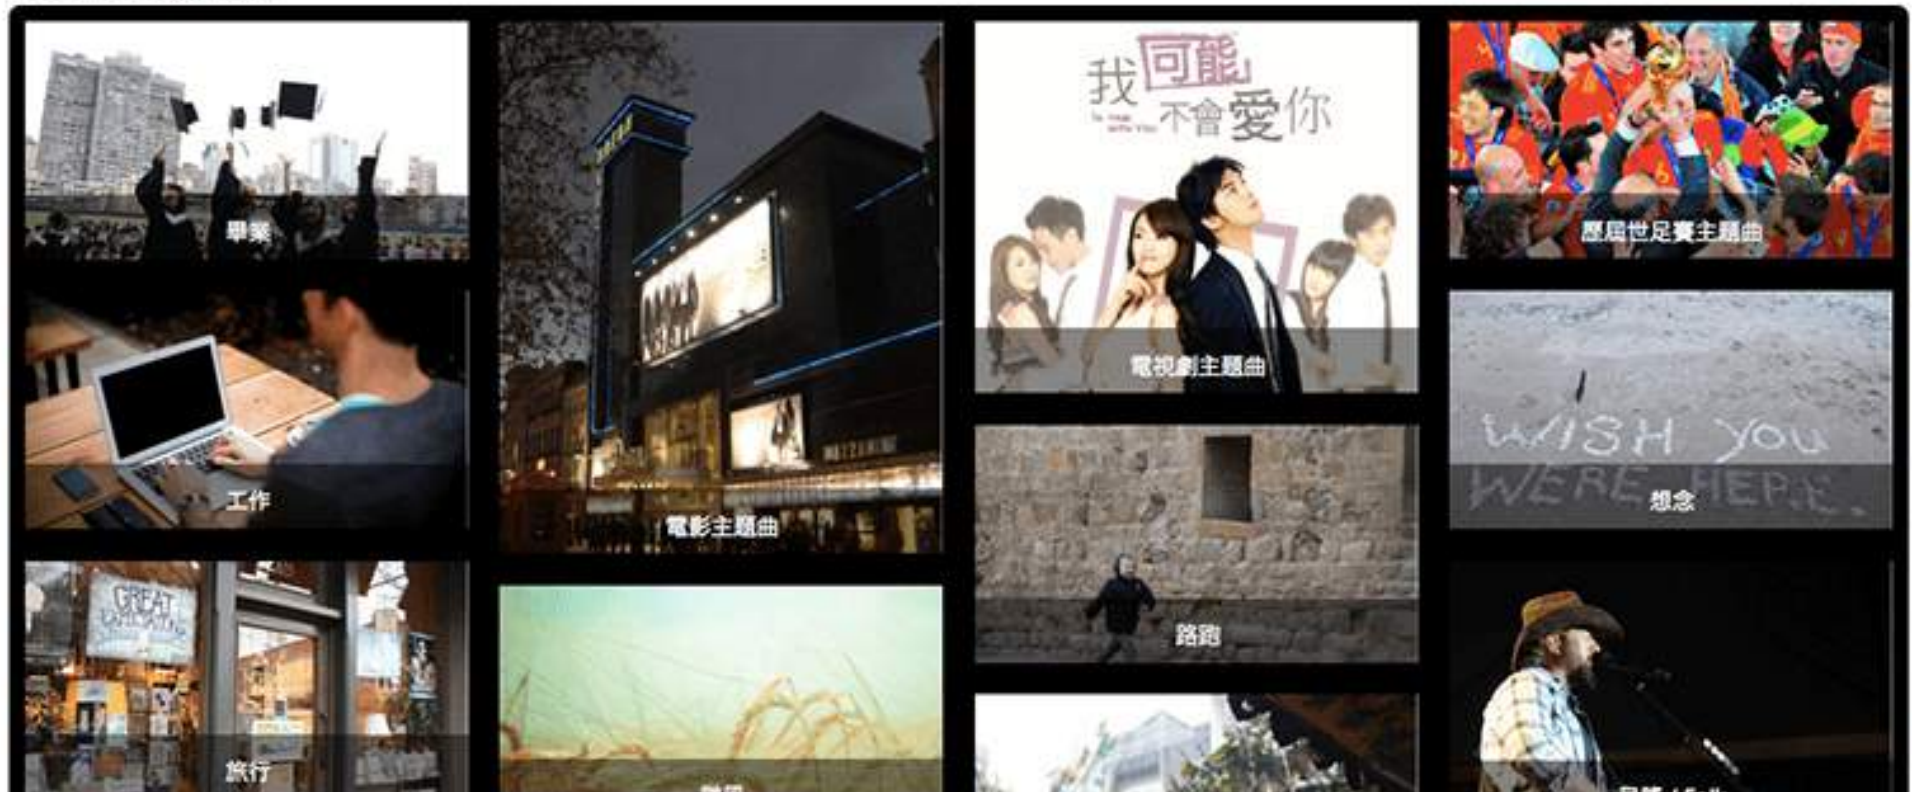 畢業
工作
旅行
電影主題曲
我可能
不會愛你
電視劇主題曲
路跑
歷屆世足賽主題曲
WISH YOU
WERE HERE.
想念